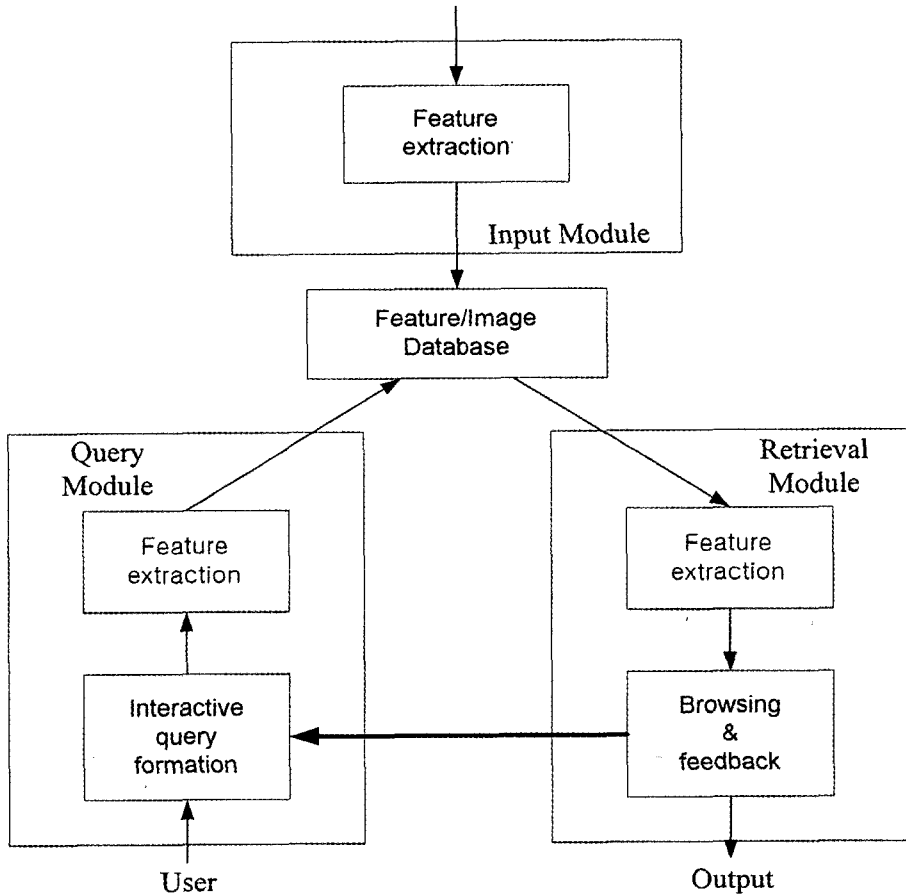 Feature
extraction
Input Module
Feature/Image
Database
Query
Module
Feature
extraction
Interactive
query
formation
User
Retrieval
Module
Feature
extraction
Browsing
&
feedback
Output